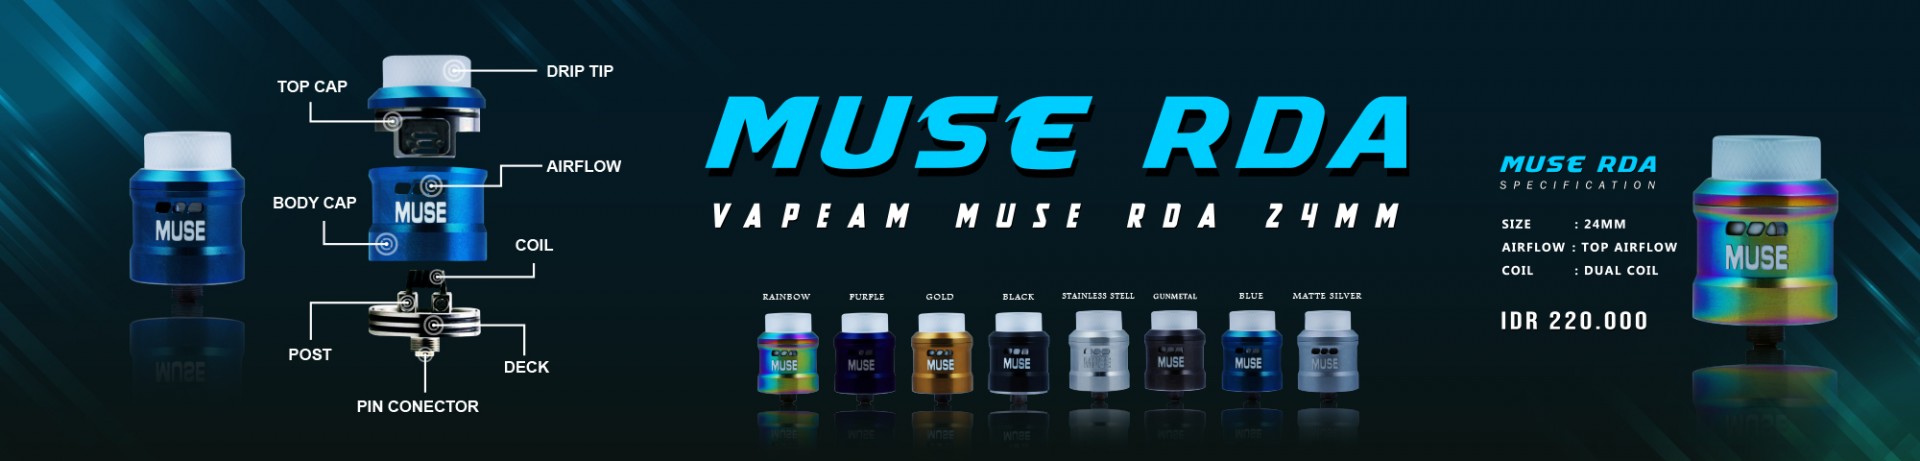 MUSE
TOP CAP
DRIP TIP
AIRFLOW
BODY CAP
MUSE
COIL
POST
DECK
PIN CONECTOR
MUSE RDA
VAPEAM MUSE RDA 24MM
RAINBOW
PURPLE
GOLD
BLACK
STAINLESS STELL
GUNMETAL
BLUE
MATTE SILVER
MUSE
MUSE
MUSE
MUSE
MUSE
MUSE
MUSE
MUSE
MUSE RDA
SPECIFICATION
SIZE : 24MM
AIRFLOW : TOP AIRFLOW
COIL : DUAL COIL
IDR 220.000
MUSE